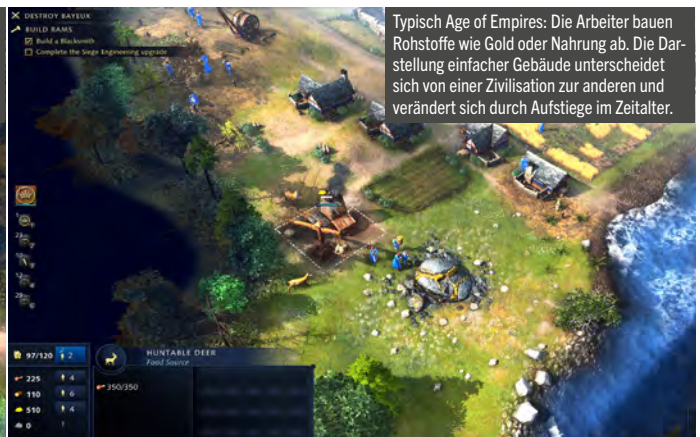 DESTROY BAYEUX
BUILD RAMS
Build a Blacksmith
Complete the Siege Engineering upgrade
Typisch Age of Empires: Die Arbeiter bauen
Rohstoffe wie Gold oder Nahrung ab. Die Dar-
stellung einfacher Gebäude unterscheidet
sich von einer Zivilisation zur anderen und
verändert sich durch Aufstiege im Zeitalter.
97/120 2
225 4
110 6
510 4
0
HUNTABLE DEER
Food Source
350/350